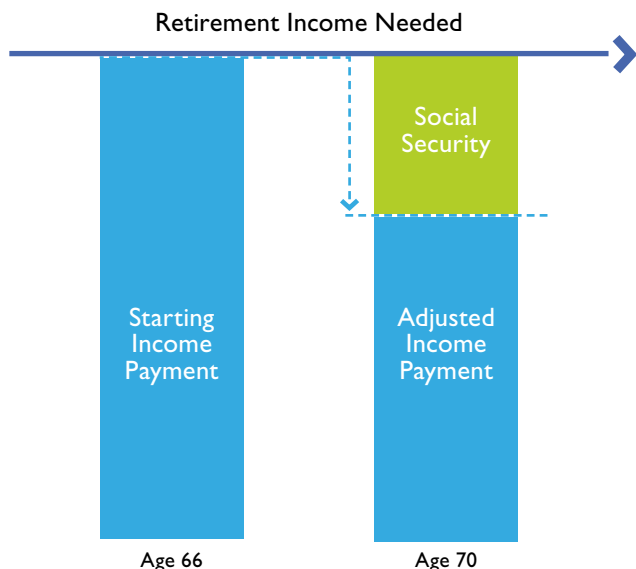 Retirement Income Needed
Social
Security
Starting
Income
Payment
Adjusted
Income
Payment
Age 66
Age 70